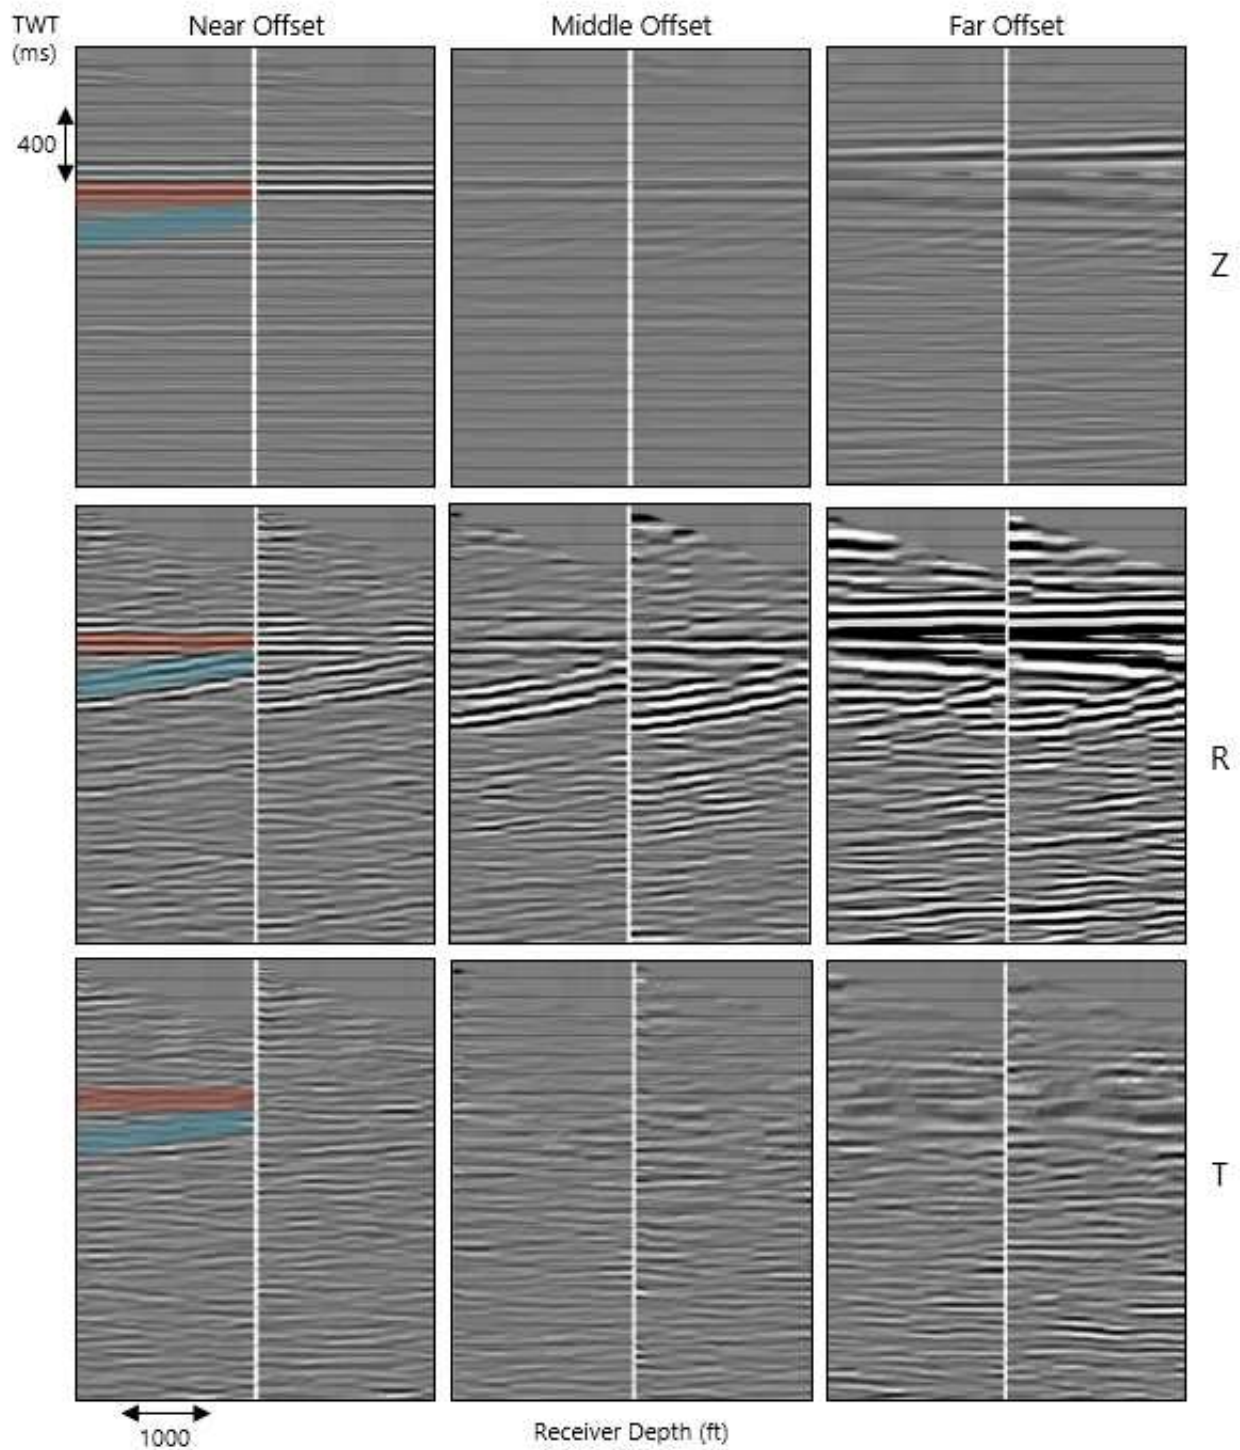 TWT
(ms)
Near Offset
Middle Offset
Far Offset
400
Z
R
T
1000
Receiver Depth (ft)